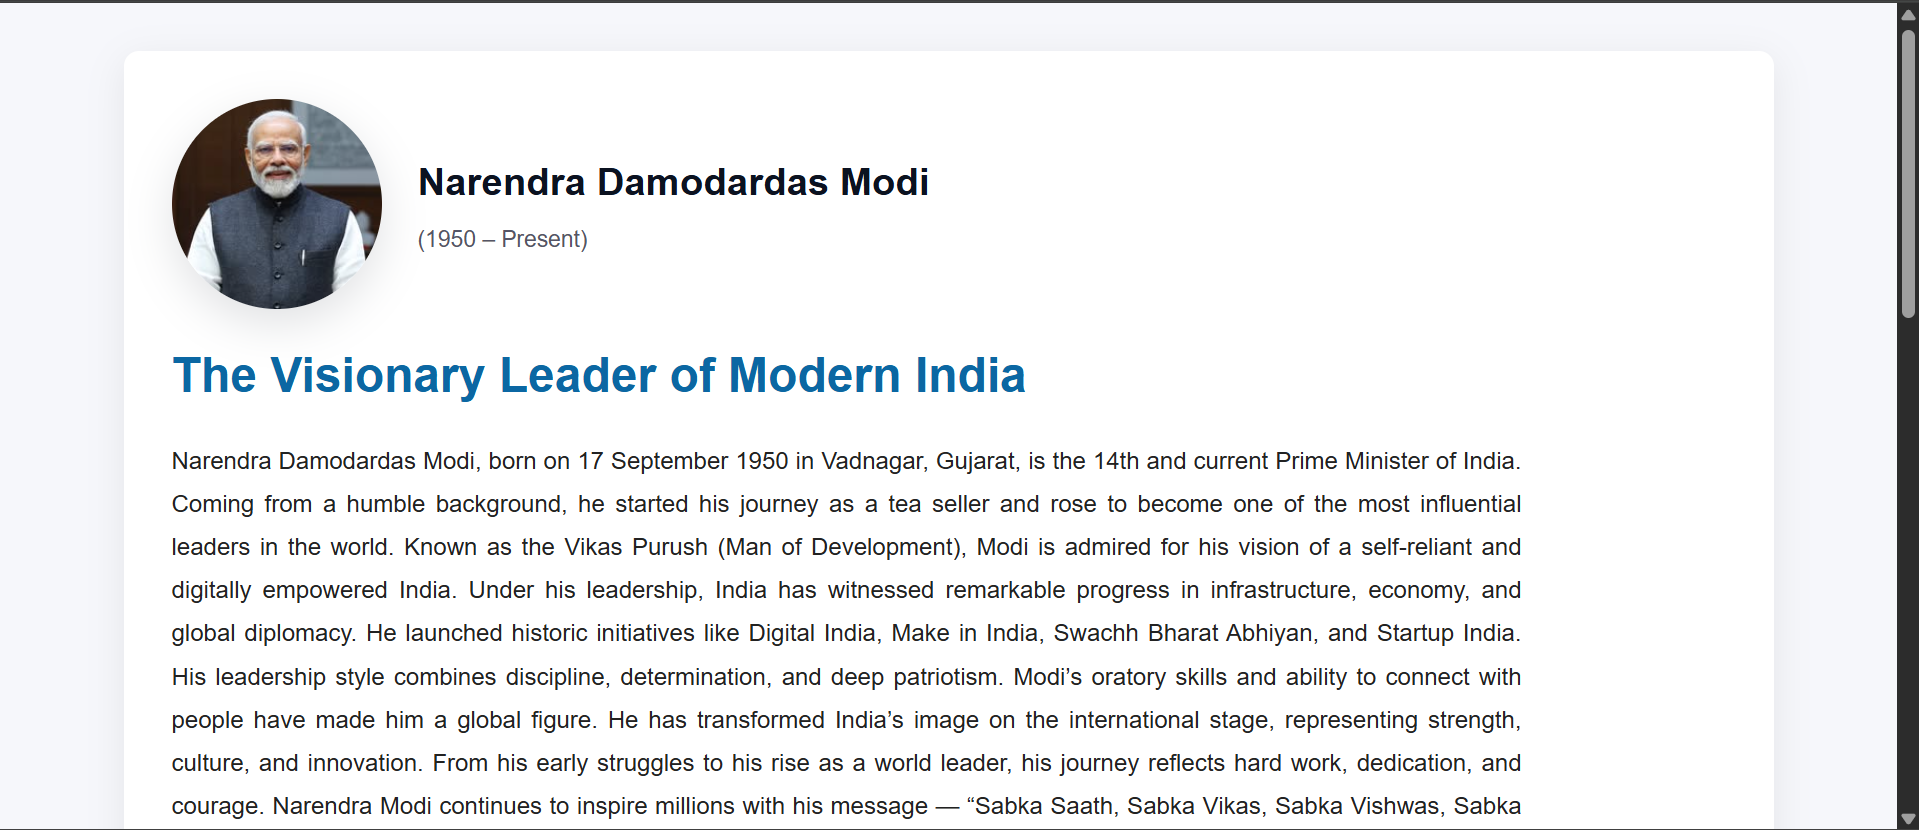 Narendra Damodardas Modi
(1950 – Present)
The Visionary Leader of Modern India
Narendra Damodardas Modi, born on 17 September 1950 in Vadnagar, Gujarat, is the 14th and current Prime Minister of India.
Coming from a humble background, he started his journey as a tea seller and rose to become one of the most influential
leaders in the world. Known as the Vikas Purush (Man of Development), Modi is admired for his vision of a self-reliant and
digitally empowered India. Under his leadership, India has witnessed remarkable progress in infrastructure, economy, and
global diplomacy. He launched historic initiatives like Digital India, Make in India, Swachh Bharat Abhiyan, and Startup India.
His leadership style combines discipline, determination, and deep patriotism. Modi’s oratory skills and ability to connect with
people have made him a global figure. He has transformed India’s image on the international stage, representing strength,
culture, and innovation. From his early struggles to his rise as a world leader, his journey reflects hard work, dedication, and
courage. Narendra Modi continues to inspire millions with his message — “Sabka Saath, Sabka Vikas, Sabka Vishwas, Sabka